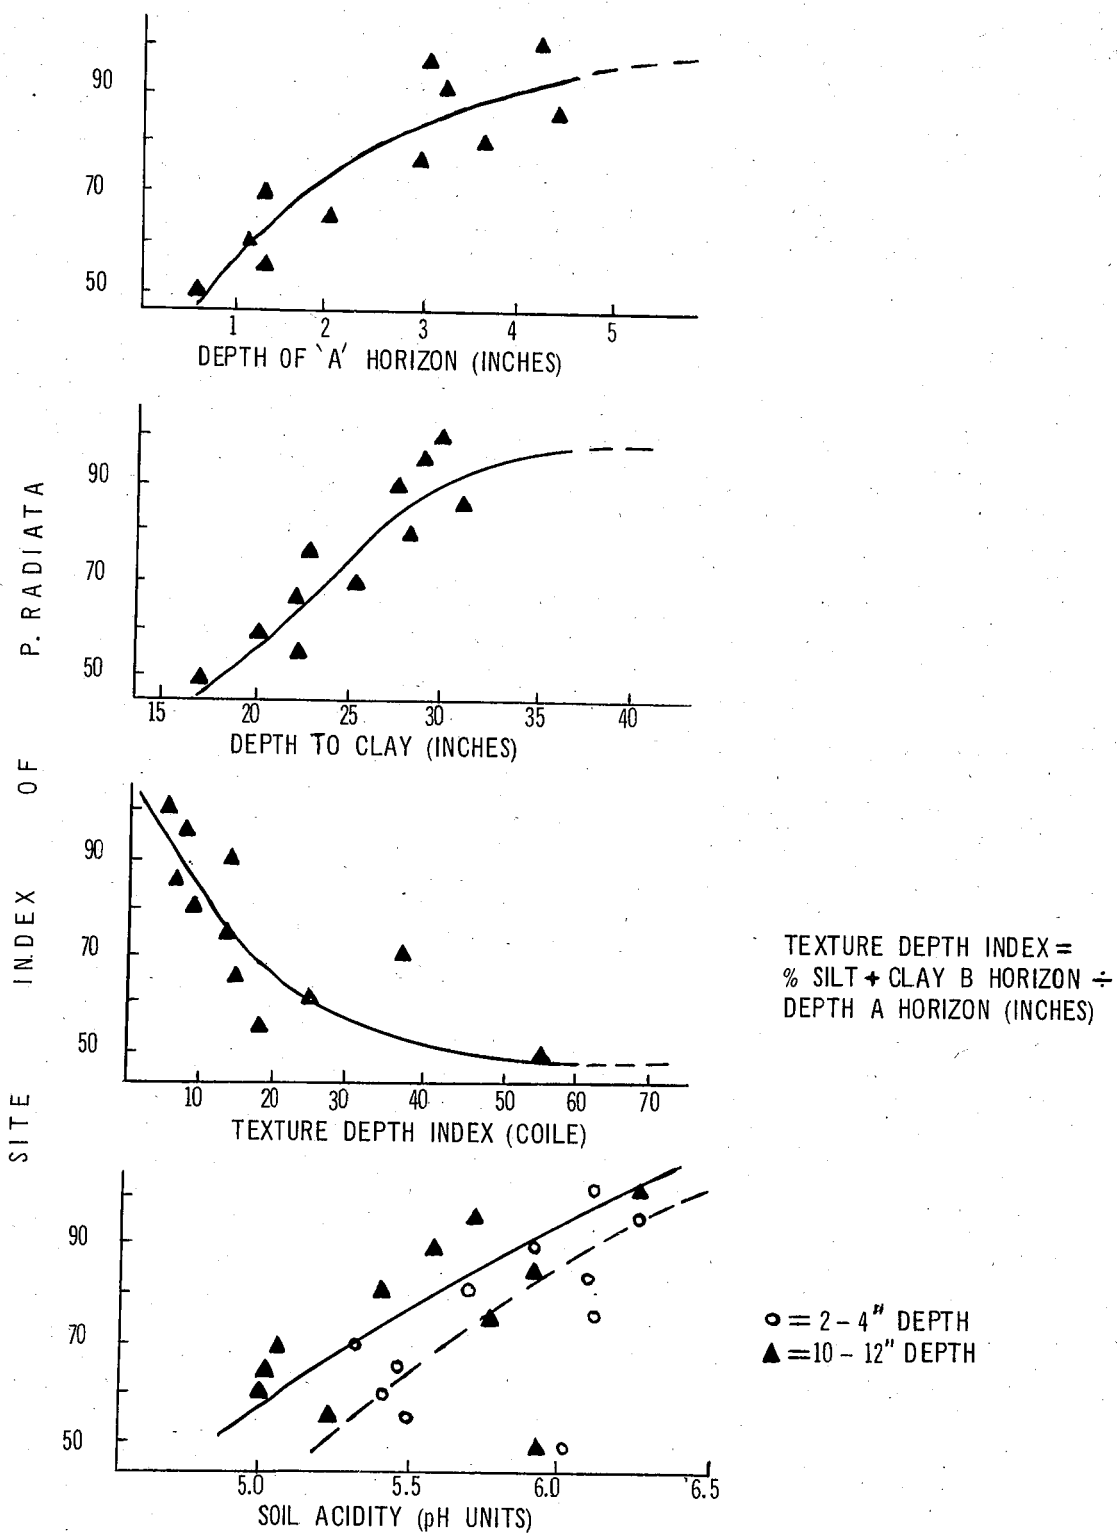 SITE INDEX OF P. RADIATA
90
70
50
1 2 3 4 5
DEPTH OF 'A' HORIZON (INCHES)
90
70
50
15 20 25 30 35 40
DEPTH TO CLAY (INCHES)
90
70
50
10 20 30 40 50 60 70
TEXTURE DEPTH INDEX (COILE)
TEXTURE DEPTH INDEX =
% SILT + CLAY B HORIZON ÷
DEPTH A HORIZON (INCHES)
90
70
50
5.0 5.5 6.0 6.5
SOIL ACIDITY (pH UNITS)
O = 2 - 4" DEPTH
▲ = 10 - 12" DEPTH